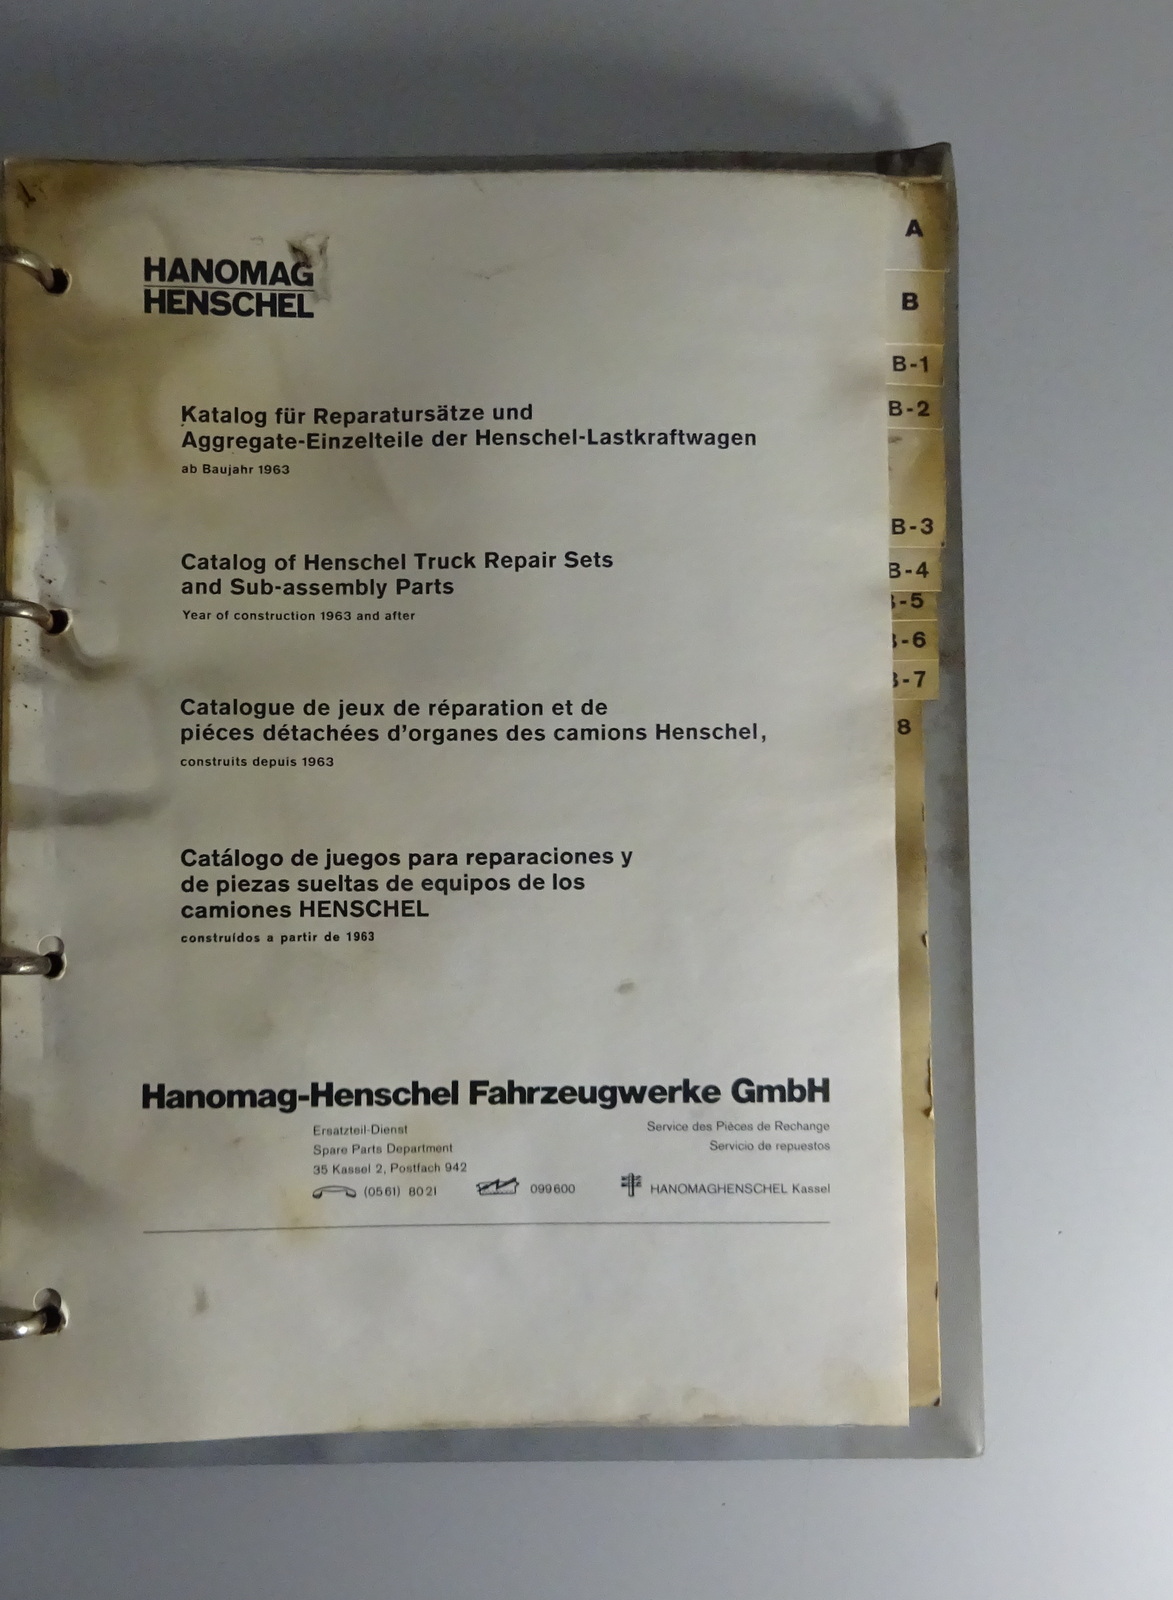 HANOMAG
HENSCHEL
Katalog für Reparatursätze und
Aggregate-Einzelteile der Henschel-Lastkraftwagen
ab Baujahr 1963
Catalog of Henschel Truck Repair Sets
and Sub-assembly Parts
Year of construction 1963 and after
Catalogue de jeux de réparation et de
piéces détachées d'organes des camions Henschel,
construits depuis 1963
Catálogo de juegos para reparaciones y
de piezas sueltas de equipos de los
camiones HENSCHEL
construídos a partir de 1963
Hanomag-Henschel Fahrzeugwerke GmbH
Ersatzteil-Dienst
Spare Parts Department
35 Kassel 2, Postfach 942
(0561) 8021
099600
Service des Pièces de Rechange
Servicio de repuestos
HANOMAGHENSCHEL Kassel
A
B
B-1
B-2
B-3
B-4
B-5
B-6
B-7
8